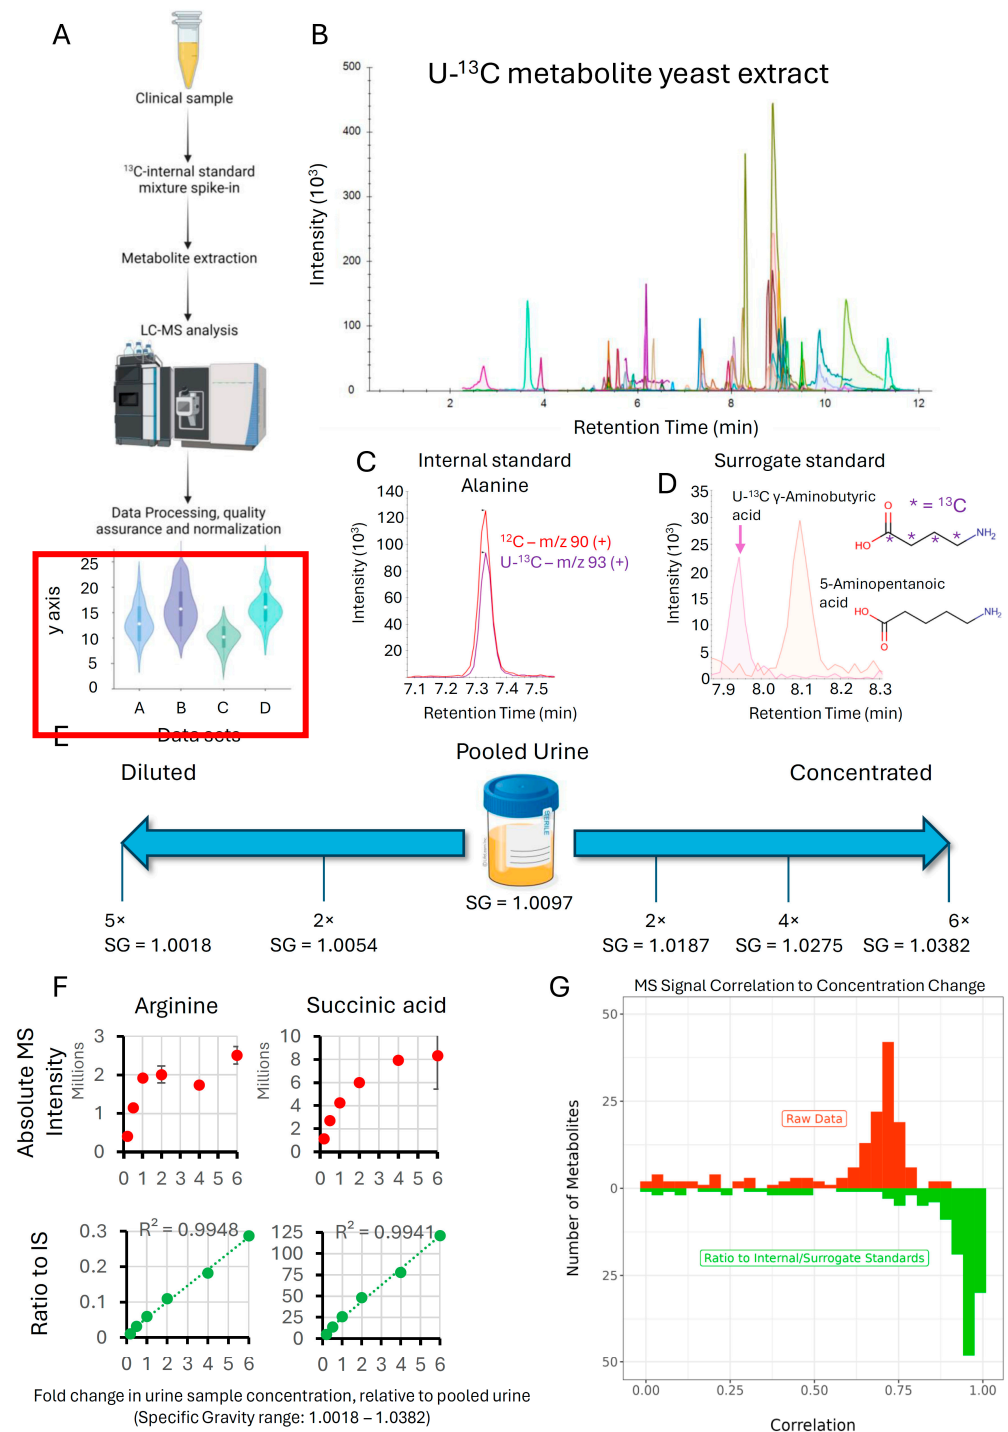 A
Clinical sample
¹³C-internal standard
mixture spike-in
Metabolite extraction
LC-MS analysis
Data Processing, quality
assurance and normalization
25
20
15
10
5
0
y axis
A B C D
Data sets
B
U-¹³C metabolite yeast extract
500
400
300
200
100
0
Intensity (10³)
2 4 6 8 10 12
Retention Time (min)
C
Internal standard
Alanine
140
120
100
80
60
40
20
Intensity (10³)
¹²C – m/z 90 (+)
U-¹³C – m/z 93 (+)
7.1 7.2 7.3 7.4 7.5
Retention Time (min)
Surrogate standard
D
35
30
25
20
15
10
5
0
Intensity (10³)
U-¹³C γ-Aminobutyric
acid
* = ¹³C
O
HO
NH₂
* * * *
5-Aminopentanoic
acid
HO
O
NH₂
7.9 8.0 8.1 8.2 8.3
Retention Time (min)
E
Diluted
Pooled Urine
Concentrated
STERILE
SG = 1.0097
5× 2× 2× 4× 6×
SG = 1.0018 SG = 1.0054 SG = 1.0187 SG = 1.0275 SG = 1.0382
F
Arginine
Succinic acid
Absolute MS
Intensity
Millions
3
2
1
0
0 1 2 3 4 5 6
Millions
10
8
6
4
2
0
0 1 2 3 4 5 6
Ratio to IS
R² = 0.9948
0.3
0.2
0.1
0
0 1 2 3 4 5 6
R² = 0.9941
125
100
75
50
25
0
0 1 2 3 4 5 6
Fold change in urine sample concentration, relative to pooled urine
(Specific Gravity range: 1.0018 – 1.0382)
G
MS Signal Correlation to Concentration Change
50
25
0
25
50
Number of Metabolites
Raw Data
Ratio to Internal/Surrogate Standards
0.00 0.25 0.50 0.75 1.00
Correlation